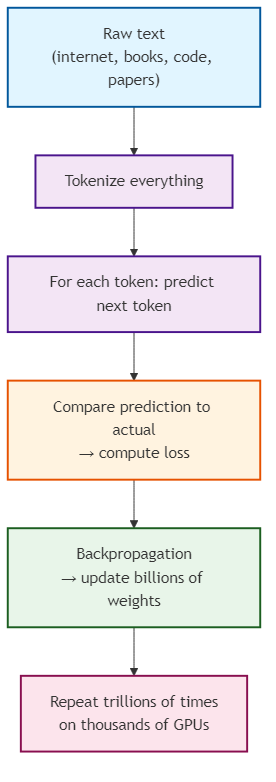 Raw text
(internet, books, code,
papers)
Tokenize everything
For each token: predict
next token
Compare prediction to
actual
→ compute loss
Backpropagation
→ update billions of
weights
Repeat trillions of times
on thousands of GPUs